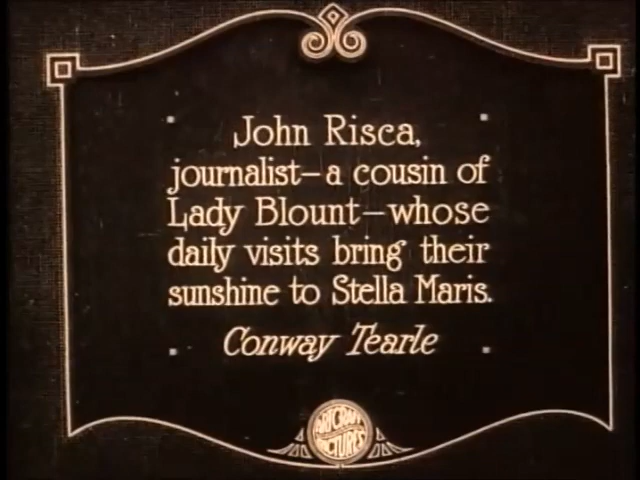 John Risca,
journalist—a cousin of
Lady Blount—whose
daily visits bring their
sunshine to Stella Maris.
Conway Tearle
ARTCRAFT
PICTURES